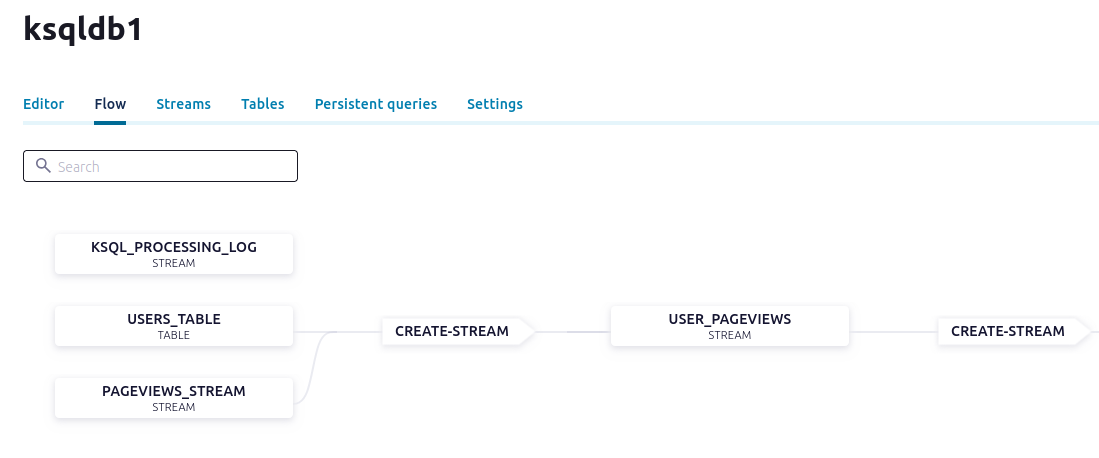 ksqldb1
Editor Flow Streams Tables Persistent queries Settings
Search
KSQL_PROCESSING_LOG
STREAM
USERS_TABLE
TABLE
CREATE-STREAM
USER_PAGEVIEWS
STREAM
CREATE-STREAM
PAGEVIEWS_STREAM
STREAM